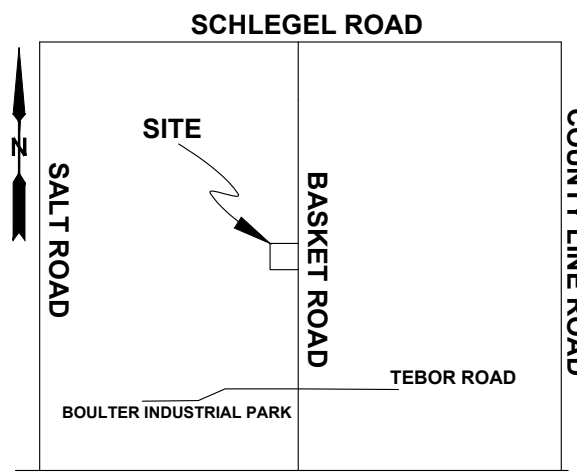 SCHLEGEL ROAD
SITE
N
SALT ROAD
BASKET ROAD
COUNTY LINE ROAD
TEBOR ROAD
BOULTER INDUSTRIAL PARK